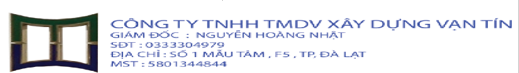 CÔNG TY TNHH TMDV XÂY DỰNG VẠN TÍN
GIÁM ĐỐC : NGUYỄN HOÀNG NHẬT
SĐT : 0333304979
ĐỊA CHỈ : SỐ 1 MẪU TÂM , F5 , TP, ĐÀ LẠT
MST : 5801344844